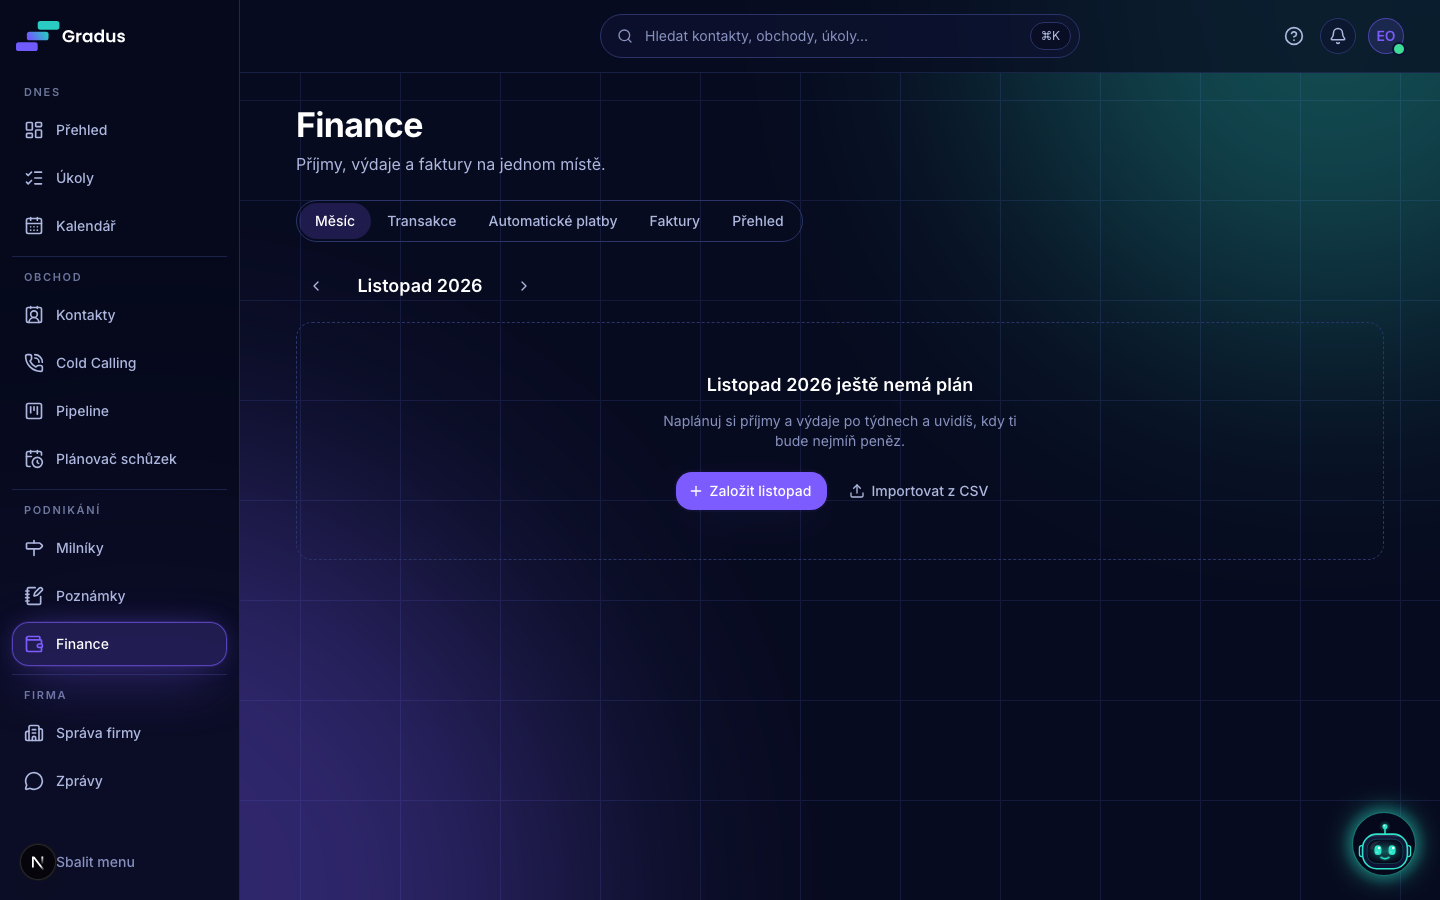 Gradus
Hledat kontakty, obchody, úkoly...
⌘K
EO
DNES
Přehled
Úkoly
Kalendář
OBCHOD
Kontakty
Cold Calling
Pipeline
Plánovač schůzek
PODNIKÁNÍ
Milníky
Poznámky
Finance
FIRMA
Správa firmy
Zprávy
N
Sbalit menu
Finance
Příjmy, výdaje a faktury na jednom místě.
Měsíc
Transakce
Automatické platby
Faktury
Přehled
Listopad 2026
Listopad 2026 ještě nemá plán
Naplánuj si příjmy a výdaje po týdnech a uvidíš, kdy ti
bude nejmíň peněz.
Založit listopad
Importovat z CSV